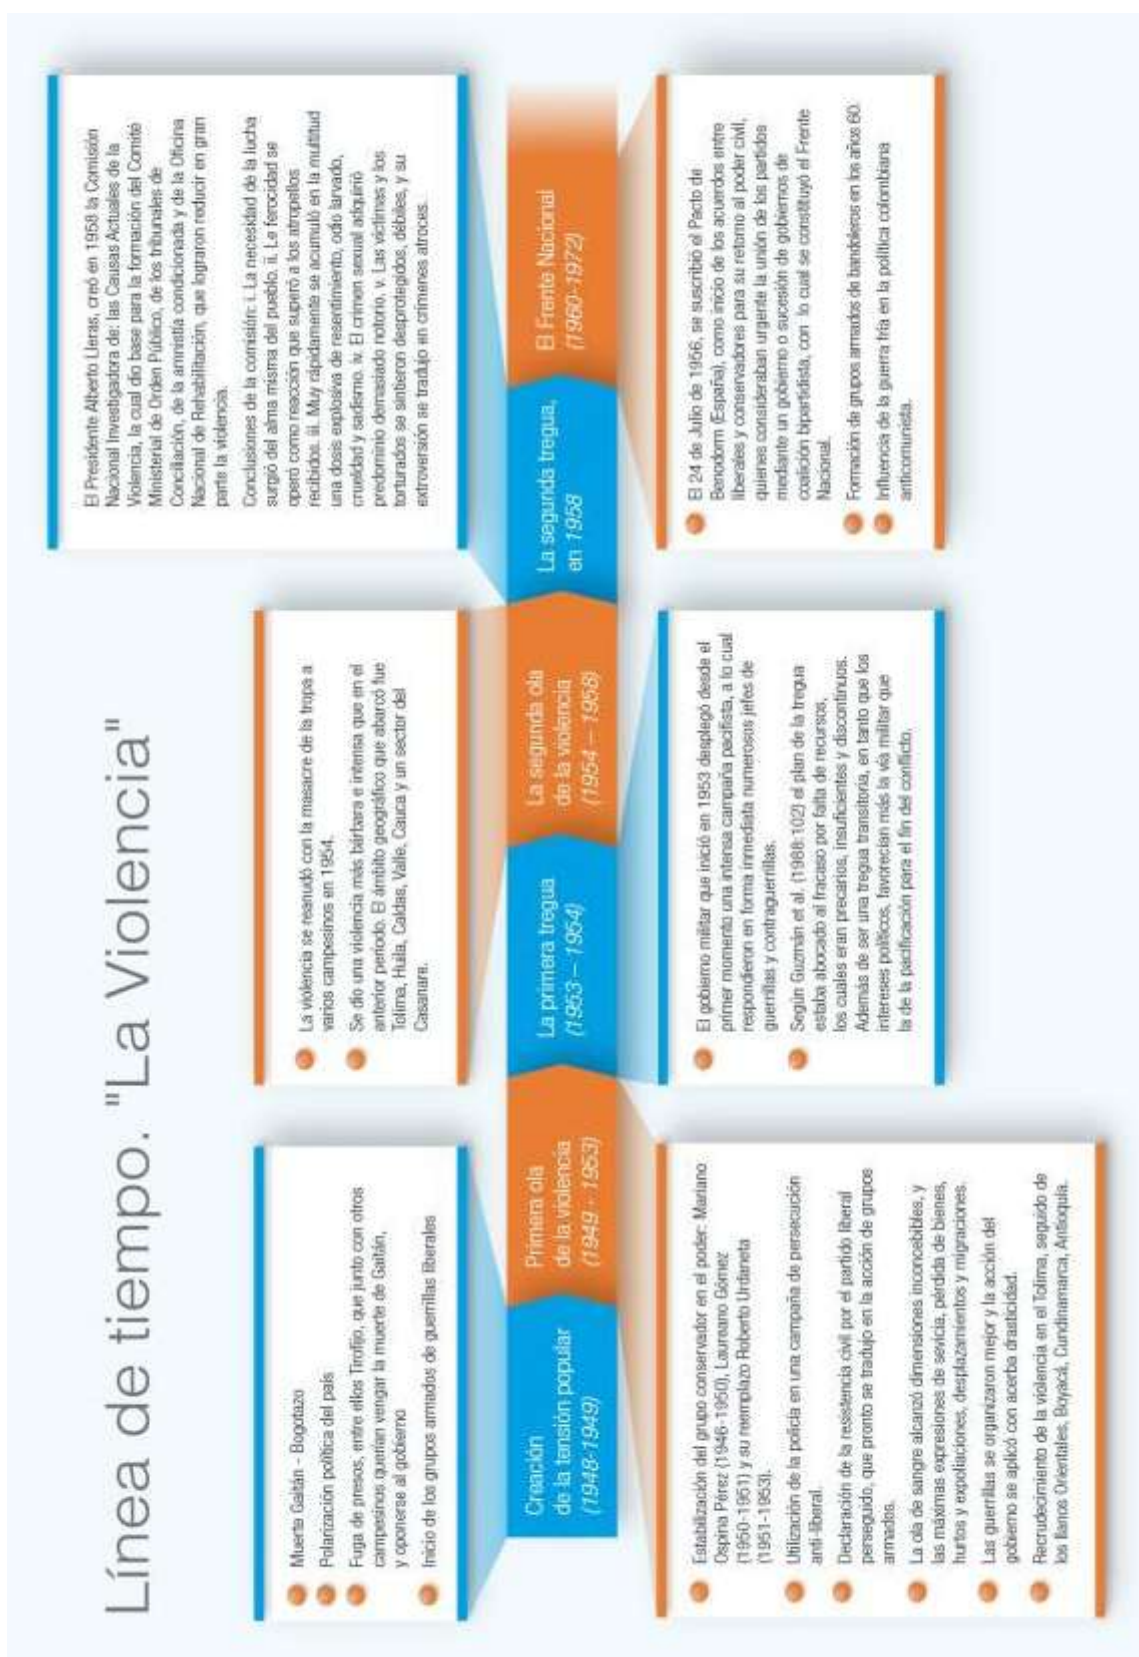 Línea de tiempo. "La Violencia"
Muerte Gaitán - Bogotazo
Polarización política del país
Fuga de presos, entre ellos Tirofijo, que junto con otros
campesinos querían vengar la muerte de Gaitán,
y oponerse al gobierno
Inicio de los grupos armados de guerrillas liberales
La violencia se reanudó con la masacre de la tropa a
varios campesinos en 1954.
Se dio una violencia más bárbara e intensa que en el
anterior período. El ámbito geográfico que abarcó fue
Tolima, Huila, Caldas, Valle, Cauca y un sector del
Casanare.
El Presidente Alberto Lleras, creó en 1958 la Comisión
Nacional Investigadora de: las Causas Actuales de la
Violencia, la cual dio base para la formación del Comité
Ministerial de Orden Público, de los tribunales de
Conciliación, de la amnistía condicionada y de la Oficina
Nacional de Rehabilitación, que lograron reducir en gran
parte la violencia.
Conclusiones de la comisión: i. La necesidad de la lucha
surgió del alma misma del pueblo. ii. Le ferocidad se
operó como reacción que superó a los atropellos
recibidos. iii. Muy rápidamente se acumuló en la multitud
una dosis explosiva de resentimiento, odio larvado,
crueldad y sadismo. iv. El crimen sexual adquirió
predominio demasiado notorio. v. Las víctimas y los
torturados se sintieron desprotegidos, débiles, y su
extroversión se tradujo en crímenes atroces.
Creación
de la tensión popular
(1948-1949)
Primera ola
de la violencia
(1949 - 1953)
La primera tregua
(1953 – 1954)
La segunda ola
de la violencia
(1954 – 1958)
La segunda tregua,
en 1958
El Frente Nacional
(1960-1972)
Estabilización del grupo conservador en el poder: Mariano
Ospina Pérez (1946-1950), Laureano Gómez
(1950-1951) y su reemplazo Roberto Urdaneta
(1951-1953).
Utilización de la policía en una campaña de persecución
anti-liberal.
Declaración de la resistencia civil por el partido liberal
perseguido, que pronto se tradujo en la acción de grupos
armados.
La ola de sangre alcanzó dimensiones inconcebibles, y
las máximas expresiones de sevicia, pérdida de bienes,
hurtos y expoliaciones, desplazamientos y migraciones.
Las guerrillas se organizaron mejor y la acción del
gobierno se aplicó con acerba drasticidad.
Recrudecimiento de la violencia en el Tolima, seguido de
los llanos Orientales, Boyacá, Cundinamarca, Antioquía.
El gobierno militar que inició en 1953 desplegó desde el
primer momento una intensa campaña pacifista, a lo cual
respondieron en forma inmediata numerosos jefes de
guerrillas y contraguerrillas.
Según Guzmán et al. (1988:102) el plan de la tregua
estaba abocado al fracaso por falta de recursos,
los cuales eran precarios, insuficientes y discontinuos.
Además de ser una tregua transitoria, en tanto que los
intereses políticos, favorecían más la vía militar que
la de la pacificación para el fin del conflicto.
El 24 de Julio de 1956, se suscribió el Pacto de
Benodorm (España), como inicio de los acuerdos entre
liberales y conservadores para su retorno al poder civil,
quienes consideraban urgente la unión de los partidos
mediante un gobierno o sucesión de gobiernos de
coalición bipartidista, con lo cual se constituyó el Frente
Nacional.
Formación de grupos armados de bandoleros en los años 60.
Influencia de la guerra fría en la política colombiana
anticomunista.